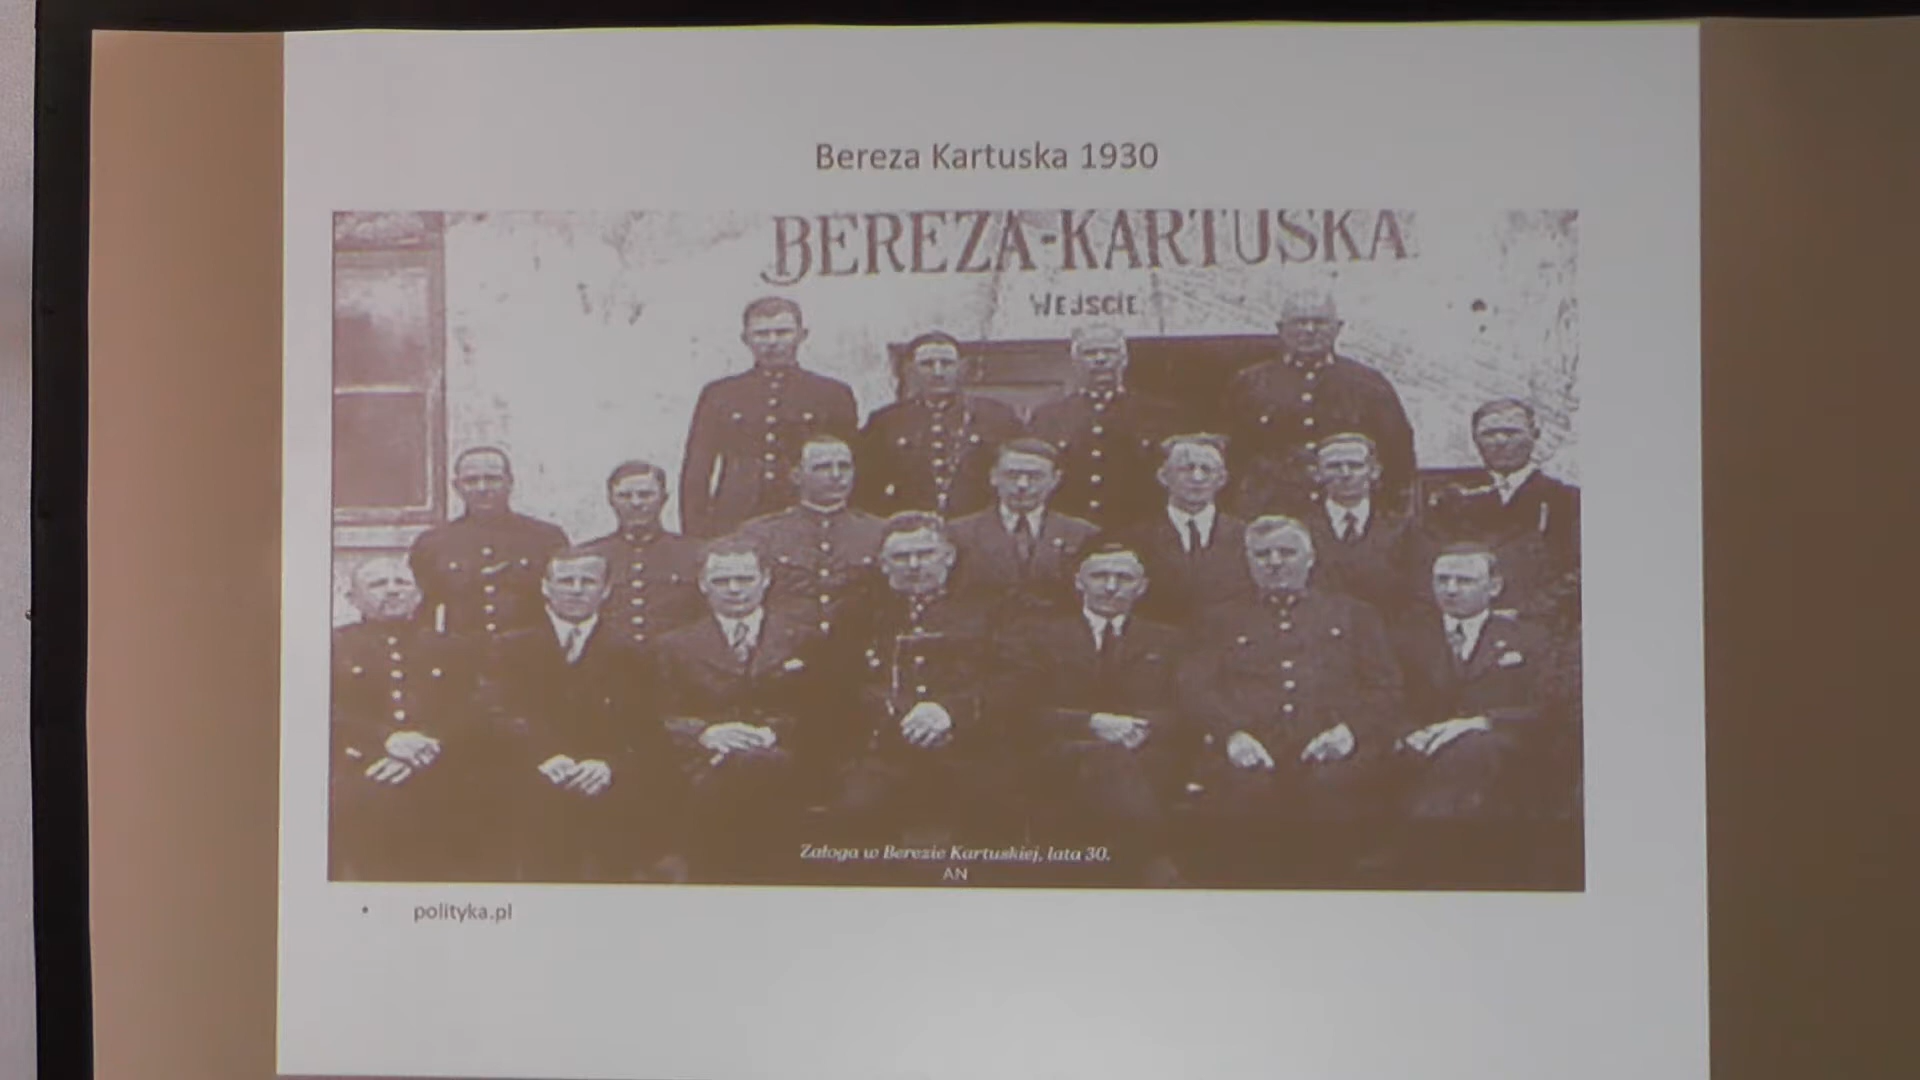 Bereza Kartuska 1930
BEREZA-KARTUSKA
WEJSCIE
Załoga w Berezie Kartuskiej, lata 30.
AN
• polityka.pl